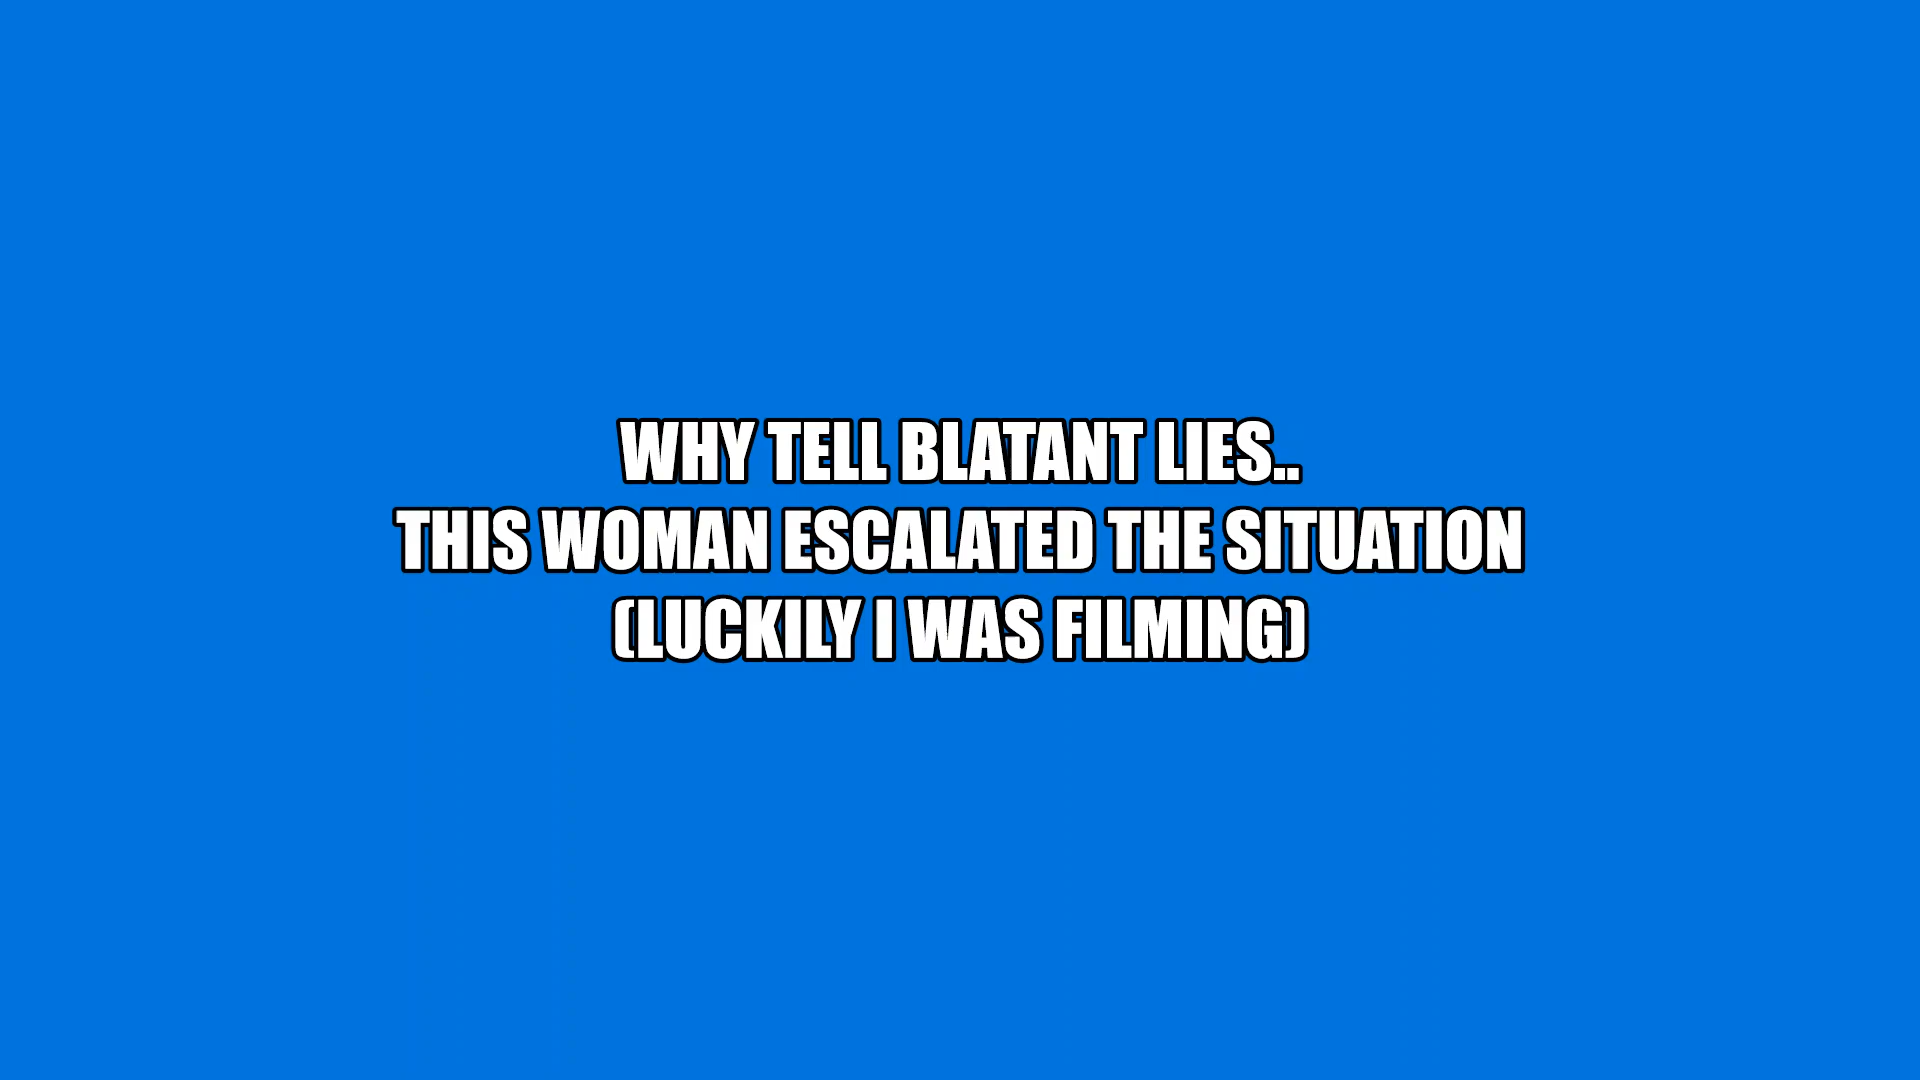 WHY TELL BLATANT LIES..
THIS WOMAN ESCALATED THE SITUATION
(LUCKILY I WAS FILMING)